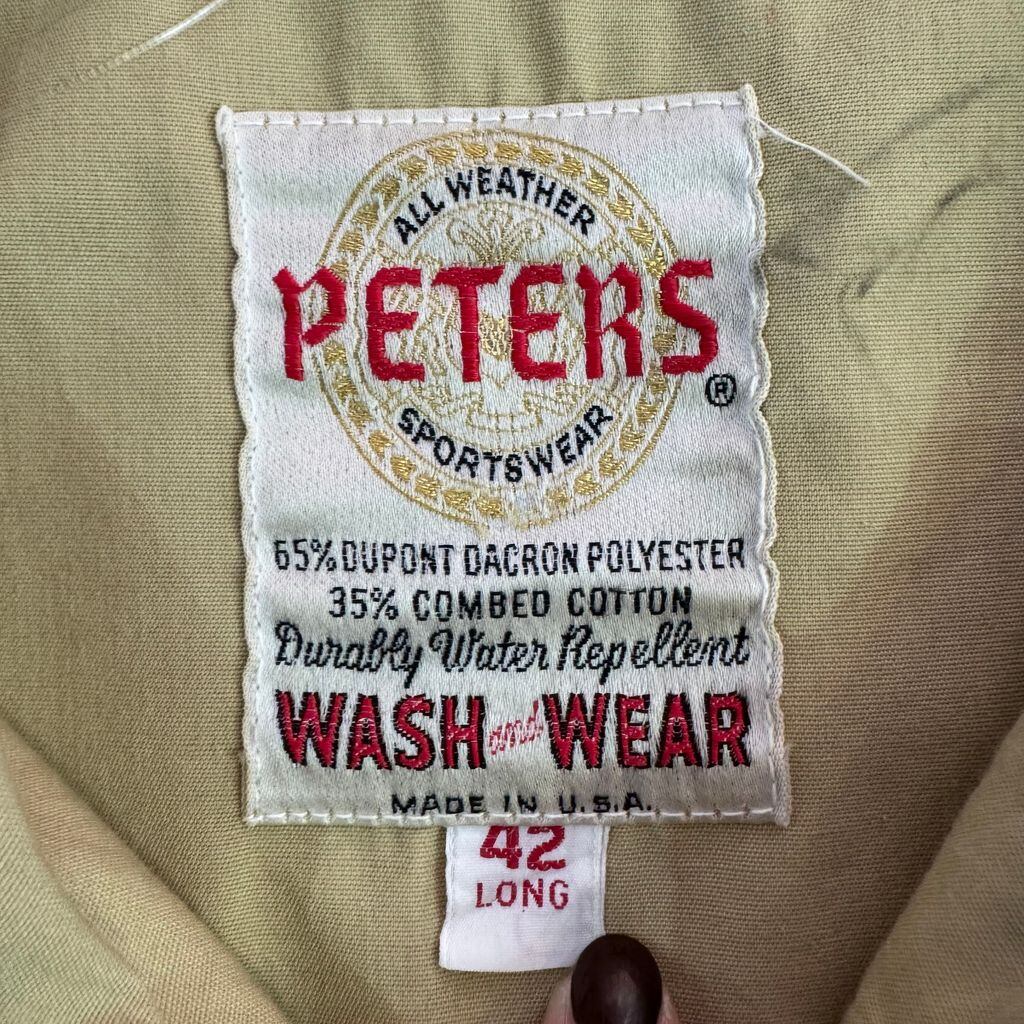 ALL WEATHER
PETERS ®
SPORTSWEAR
65% DUPONT DACRON POLYESTER
35% COMBED COTTON
Durably Water Repellent
WASH and WEAR
MADE IN U.S.A.
42
LONG